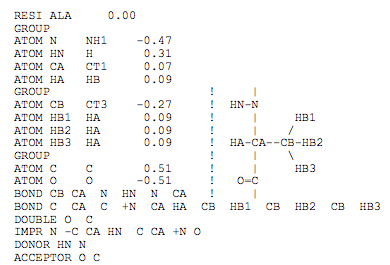 RESI ALA 0.00
GROUP
ATOM N NH1 -0.47
ATOM HN H 0.31
ATOM CA CT1 0.07
ATOM HA HB 0.09
GROUP ! |
ATOM CB CT3 -0.27 ! HN-N
ATOM HB1 HA 0.09 ! | HB1
ATOM HB2 HA 0.09 ! | /
ATOM HB3 HA 0.09 ! HA-CA--CB-HB2
GROUP ! | \
ATOM C C 0.51 ! | HB3
ATOM O O -0.51 ! O=C
BOND CB CA N HN N CA ! |
BOND C CA C +N CA HA CB HB1 CB HB2 CB HB3
DOUBLE O C
IMPR N -C CA HN C CA +N O
DONOR HN N
ACCEPTOR O C